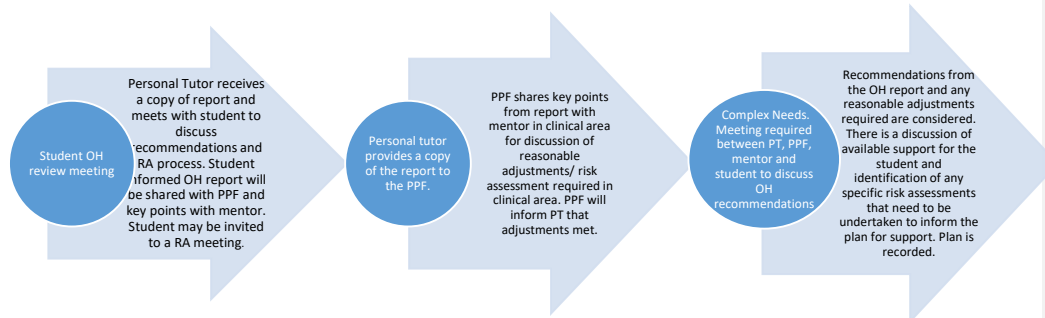 Student OH
review meeting
Personal Tutor receives
a copy of report and
meets with student to
discuss
ecommendations and
RA process. Student
nformed OH report will
be shared with PPF and
key points with mentor.
Student may be invited
to a RA meeting.
Personal tutor
provides a copy
of the report to
the PPF.
PPF shares key points
from report with
mentor in clinical area
for discussion of
reasonable
adjustments/ risk
assessment required in
clinical area. PPF will
inform PT that
adjustments met.
Complex Needs.
Meeting required
between PT, PPF,
mentor and
student to discuss
OH
recommendations
Recommendations from
the OH report and any
reasonable adjustments
required are considered.
There is a discussion of
available support for the
student and
identification of any
specific risk assessments
that need to be
undertaken to inform the
plan for support. Plan is
recorded.